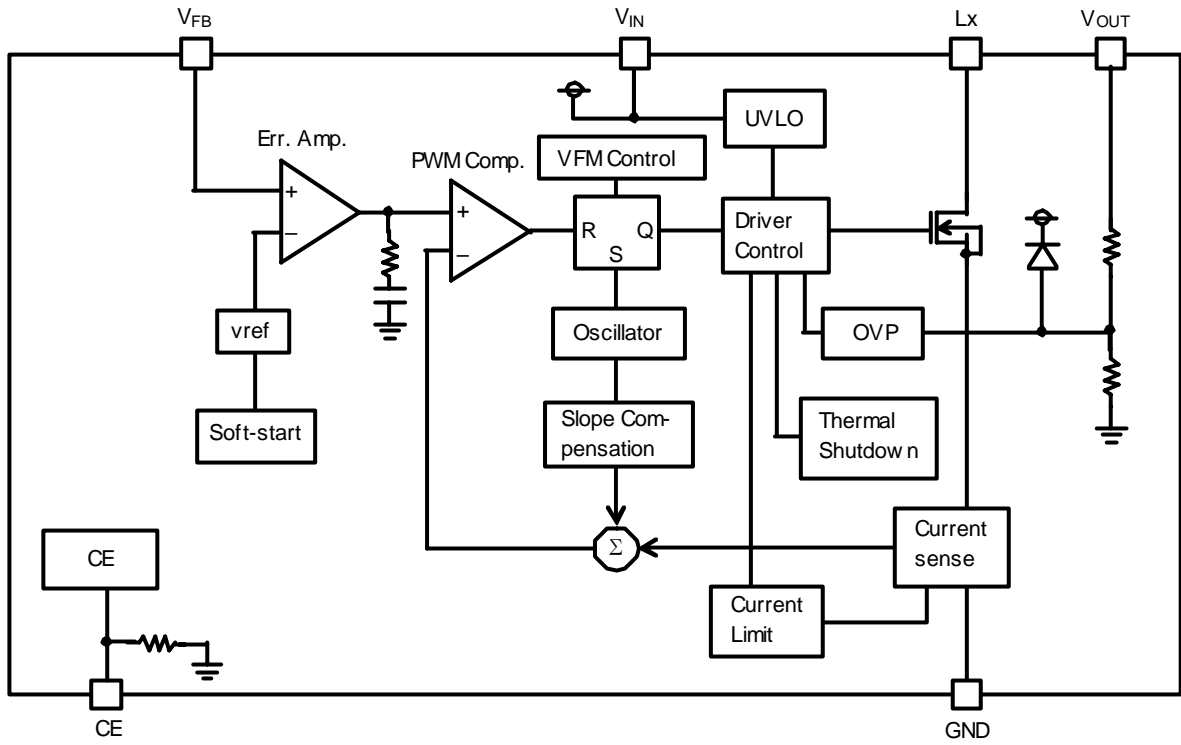 VFB
VIN
Lx
VOUT
UVLO
Err. Amp.
PWM Comp.
VFM Control
+
−
+
−
R
Q
S
Driver
Control
vref
Oscillator
OVP
Soft-start
Slope Com-
pensation
Thermal
Shutdown
CE
Σ
Current
sense
Current
Limit
CE
GND